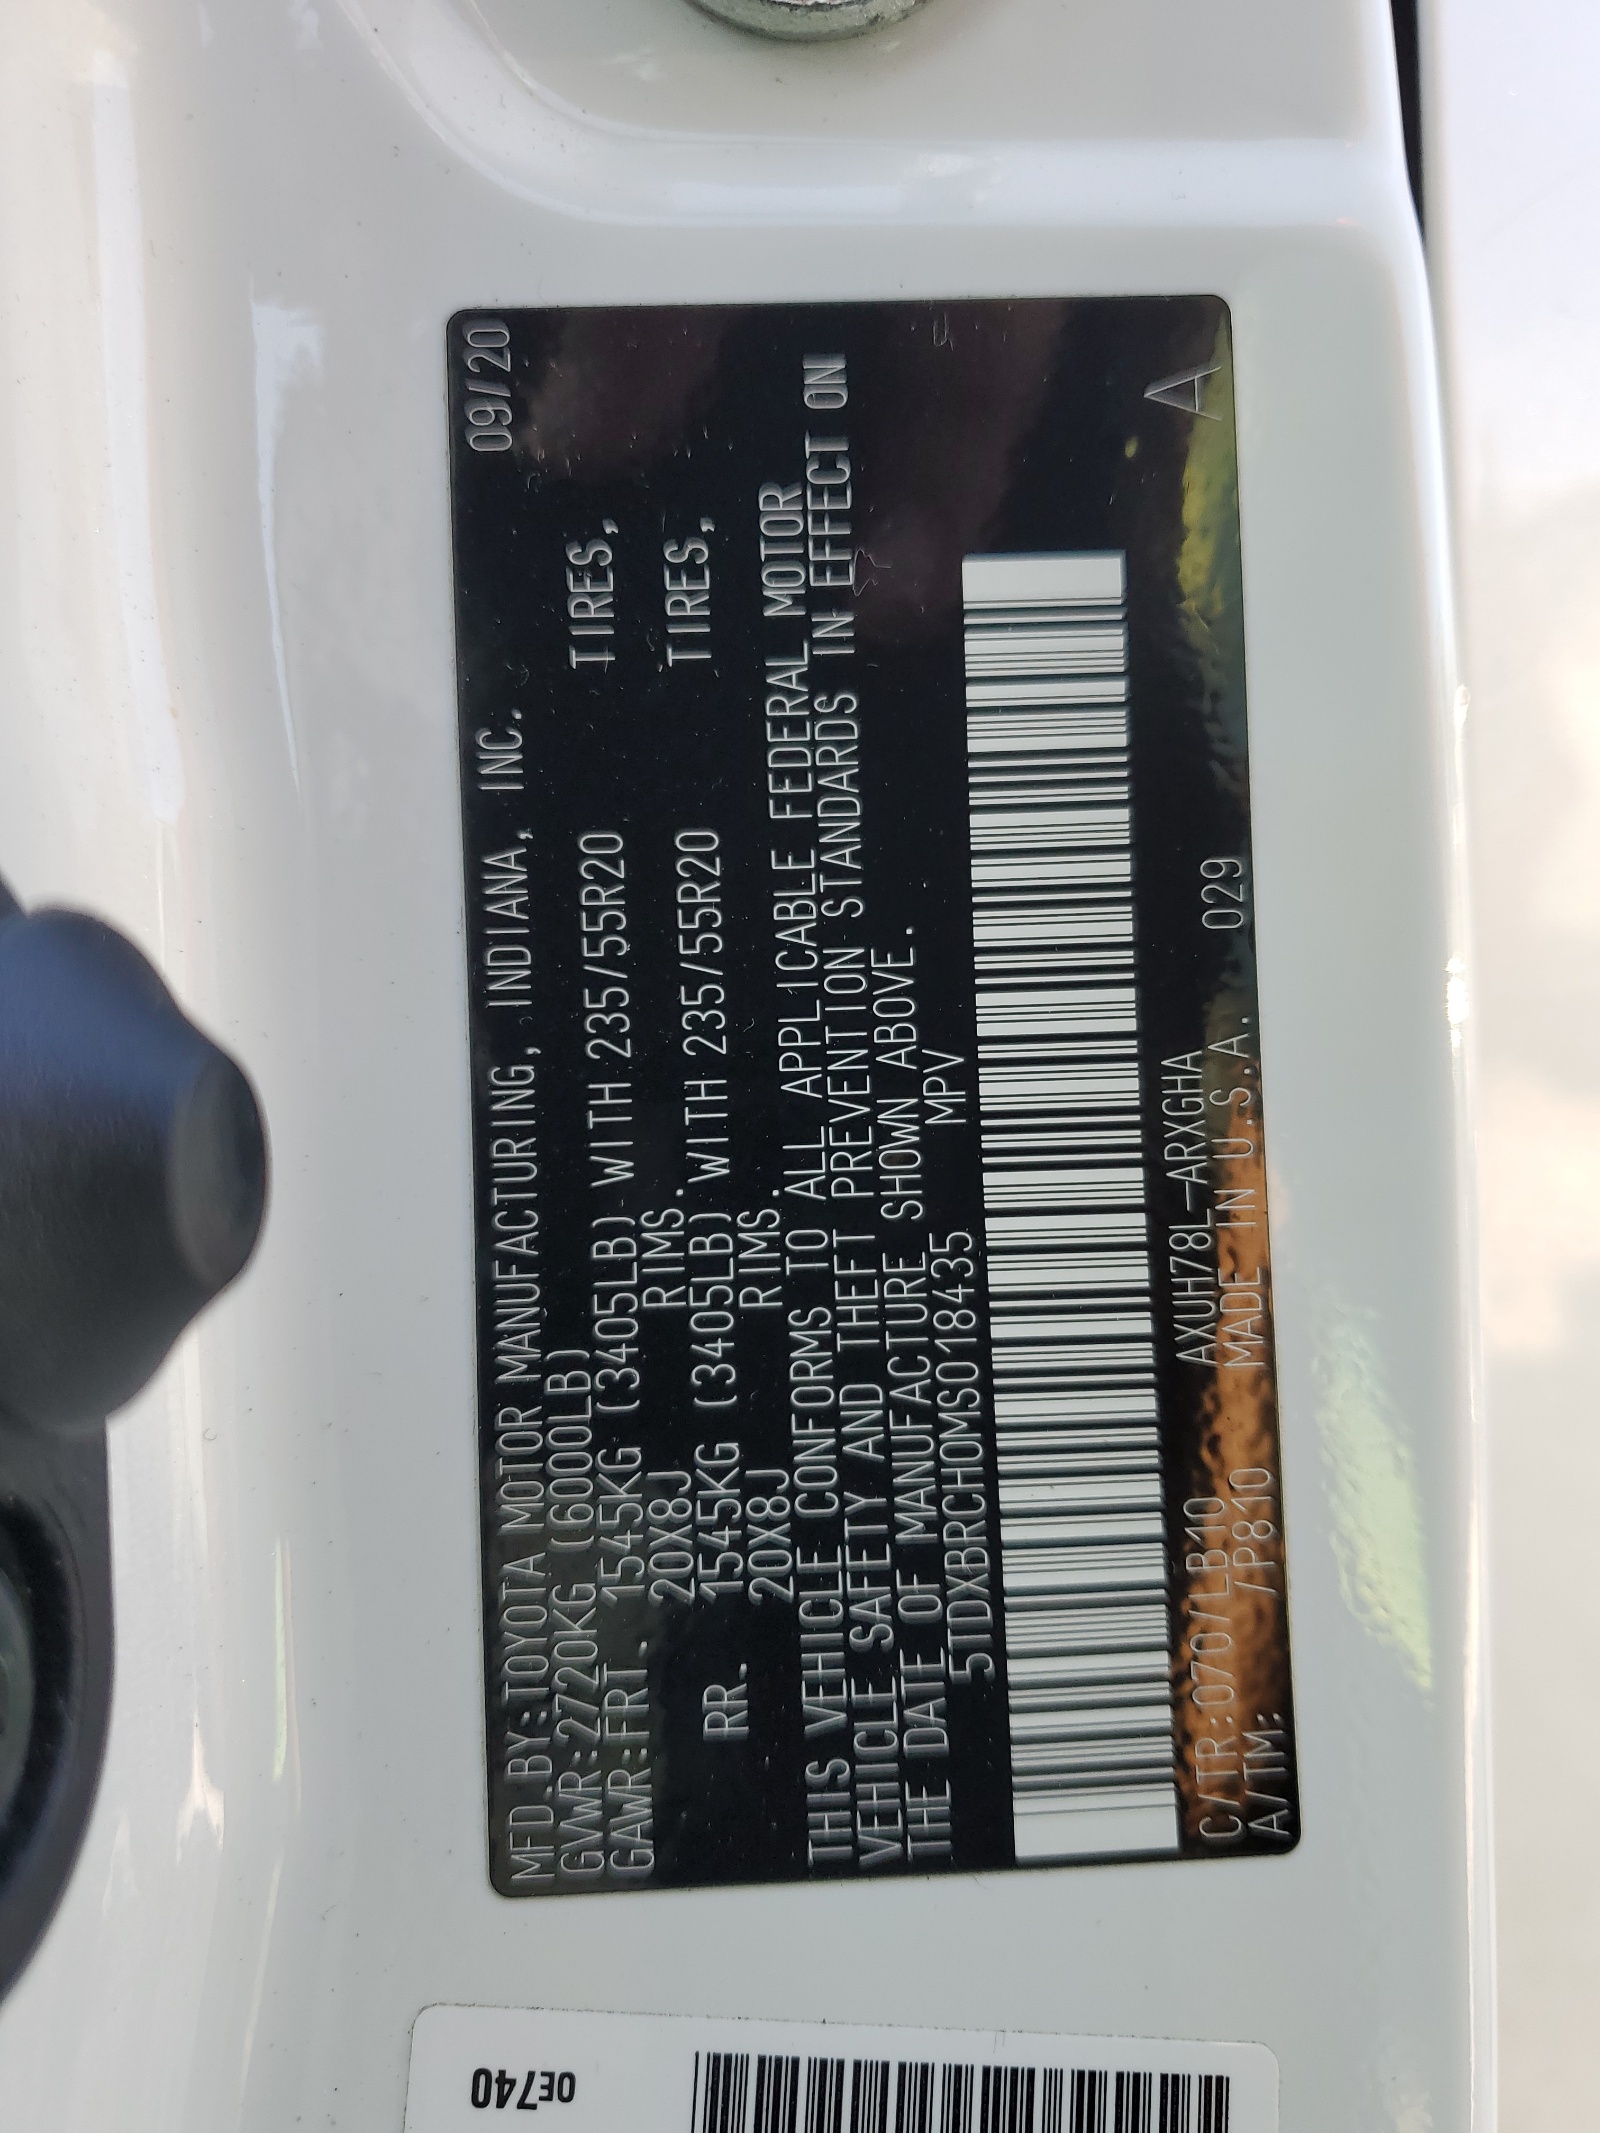 MFD.BY:TOYOTA MOTOR MANUFACTURING, INDIANA, INC. 09/20
GVWR:2720KG (6000LB)
GAWR:FRT. 1545KG (3405LB) WITH 235/55R20 TIRES,
20X8J RIMS.
RR. 1545KG (3405LB) WITH 235/55R20 TIRES,
20X8J RIMS.
THIS VEHICLE CONFORMS TO ALL APPLICABLE FEDERAL MOTOR
VEHICLE SAFETY AND THEFT PREVENTION STANDARDS IN EFFECT ON
THE DATE OF MANUFACTURE SHOWN ABOVE.
5TDXBRCH0MS018435 MPV
C/TR:070/LB10 AXUH78L-ARXGHA
A/TM: /P810 MADE IN U.S.A. 029
A
0E740